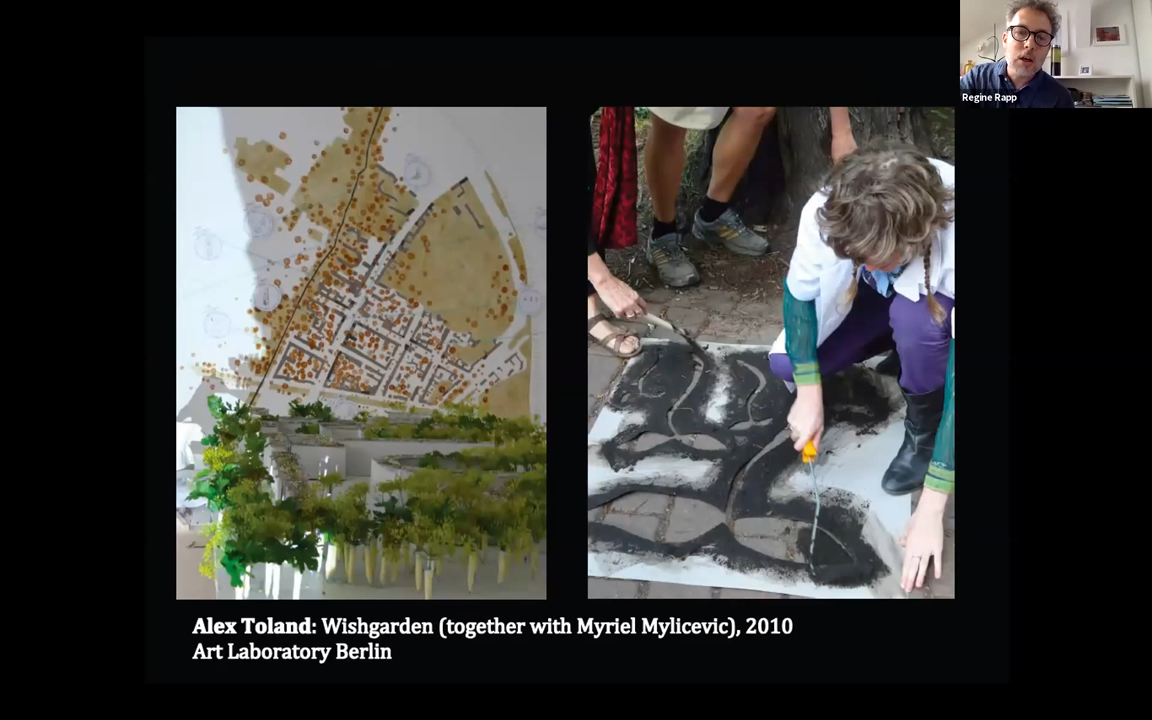 Regine Rapp
Alex Toland: Wishgarden (together with Myriel Mylicevic), 2010
Art Laboratory Berlin